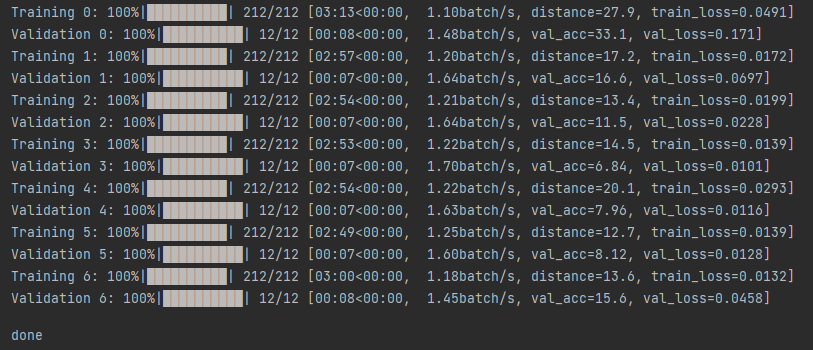 Training 0: 100%|██████████| 212/212 [03:13<00:00,  1.10batch/s, distance=27.9, train_loss=0.0491]
Validation 0: 100%|██████████| 12/12 [00:08<00:00,  1.48batch/s, val_acc=33.1, val_loss=0.171]
Training 1: 100%|██████████| 212/212 [02:57<00:00,  1.20batch/s, distance=17.2, train_loss=0.0172]
Validation 1: 100%|██████████| 12/12 [00:07<00:00,  1.64batch/s, val_acc=16.6, val_loss=0.0697]
Training 2: 100%|██████████| 212/212 [02:54<00:00,  1.21batch/s, distance=13.4, train_loss=0.0199]
Validation 2: 100%|██████████| 12/12 [00:07<00:00,  1.64batch/s, val_acc=11.5, val_loss=0.0228]
Training 3: 100%|██████████| 212/212 [02:53<00:00,  1.22batch/s, distance=14.5, train_loss=0.0139]
Validation 3: 100%|██████████| 12/12 [00:07<00:00,  1.70batch/s, val_acc=6.84, val_loss=0.0101]
Training 4: 100%|██████████| 212/212 [02:54<00:00,  1.22batch/s, distance=20.1, train_loss=0.0293]
Validation 4: 100%|██████████| 12/12 [00:07<00:00,  1.63batch/s, val_acc=7.96, val_loss=0.0116]
Training 5: 100%|██████████| 212/212 [02:49<00:00,  1.25batch/s, distance=12.7, train_loss=0.0139]
Validation 5: 100%|██████████| 12/12 [00:07<00:00,  1.60batch/s, val_acc=8.12, val_loss=0.0128]
Training 6: 100%|██████████| 212/212 [03:00<00:00,  1.18batch/s, distance=13.6, train_loss=0.0132]
Validation 6: 100%|██████████| 12/12 [00:08<00:00,  1.45batch/s, val_acc=15.6, val_loss=0.0458]
done